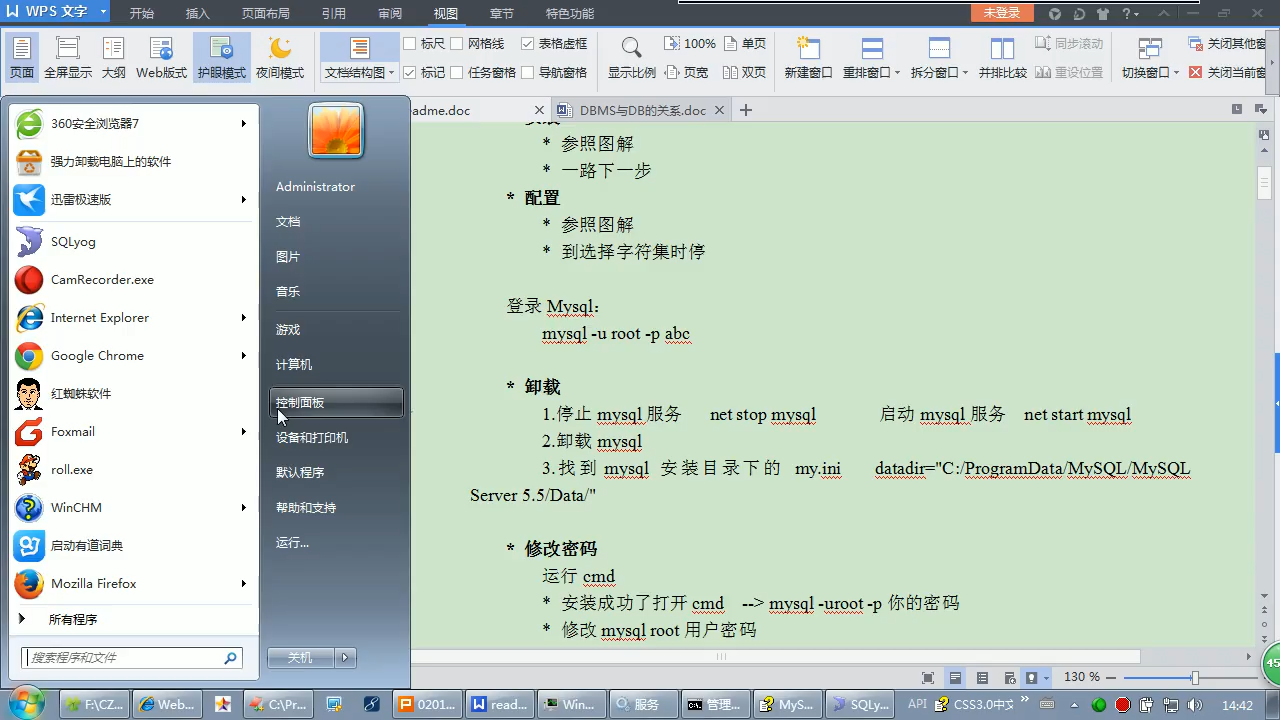 WPS 文字
开始
插入
页面布局
引用
审阅
视图
章节
特色功能
未登录
页面
全屏显示
大纲
Web版式
护眼模式
夜间模式
文档结构图
标尺
网格线
表格虚框
标记
任务窗格
导航窗格
显示比例
100%
单页
页宽
双页
新建窗口
重排窗口
拆分窗口
并排比较
同步滚动
重设位置
切换窗口
关闭其他窗
关闭当前窗
eadme.doc
DBMS与DB的关系.doc
* 参照图解
* 一路下一步
* 配置
* 参照图解
* 到选择字符集时停
登录 Mysql：
mysql -u root -p abc
* 卸载
1.停止 mysql 服务 net stop mysql 启动 mysql 服务 net start mysql
2.卸载 mysql
3.找到 mysql 安装目录下的 my.ini datadir="C:/ProgramData/MySQL/MySQL
Server 5.5/Data/"
* 修改密码
运行 cmd
* 安装成功了打开 cmd --> mysql -uroot -p 你的密码
* 修改 mysql root 用户密码
360安全浏览器7
强力卸载电脑上的软件
迅雷极速版
SQLyog
CamRecorder.exe
Internet Explorer
Google Chrome
红蜘蛛软件
Foxmail
roll.exe
WinCHM
启动有道词典
Mozilla Firefox
所有程序
搜索程序和文件
Administrator
文档
图片
音乐
游戏
计算机
控制面板
设备和打印机
默认程序
帮助和支持
运行...
关机
130 %
45
F:\CZ...
Web...
C:\Pr...
0201...
read...
Win...
服务
管理...
MyS...
SQLy...
API
CSS3.0中
14:42